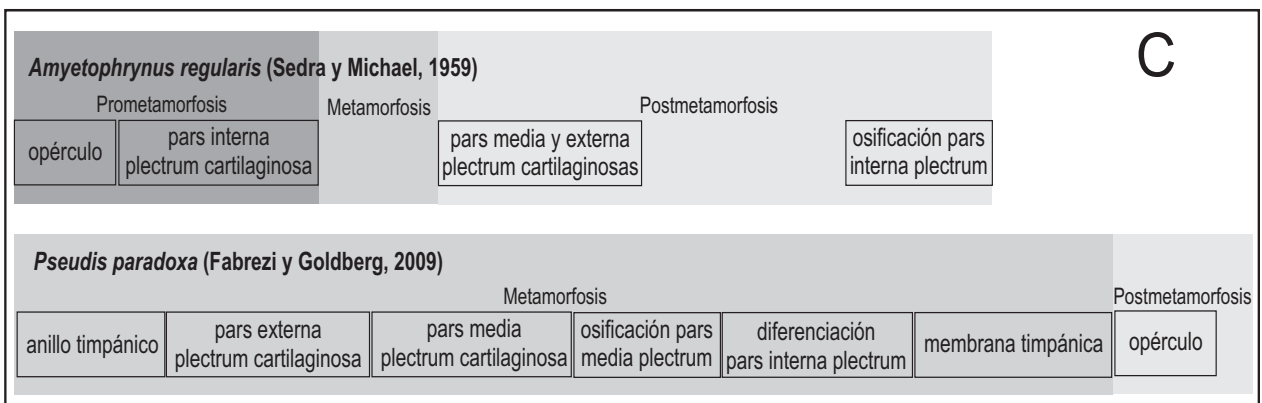 C
Amyetophrynus regularis (Sedra y Michael, 1959)
Prometamorfosis Metamorfosis Postmetamorfosis
opérculo
pars interna
plectrum cartilaginosa
pars media y externa
plectrum cartilaginosas
osificación pars
interna plectrum
Pseudis paradoxa (Fabrezi y Goldberg, 2009)
Metamorfosis Postmetamorfosis
anillo timpánico
pars externa
plectrum cartilaginosa
pars media
plectrum cartilaginosa
osificación pars
media plectrum
diferenciación
pars interna plectrum
membrana timpánica
opérculo